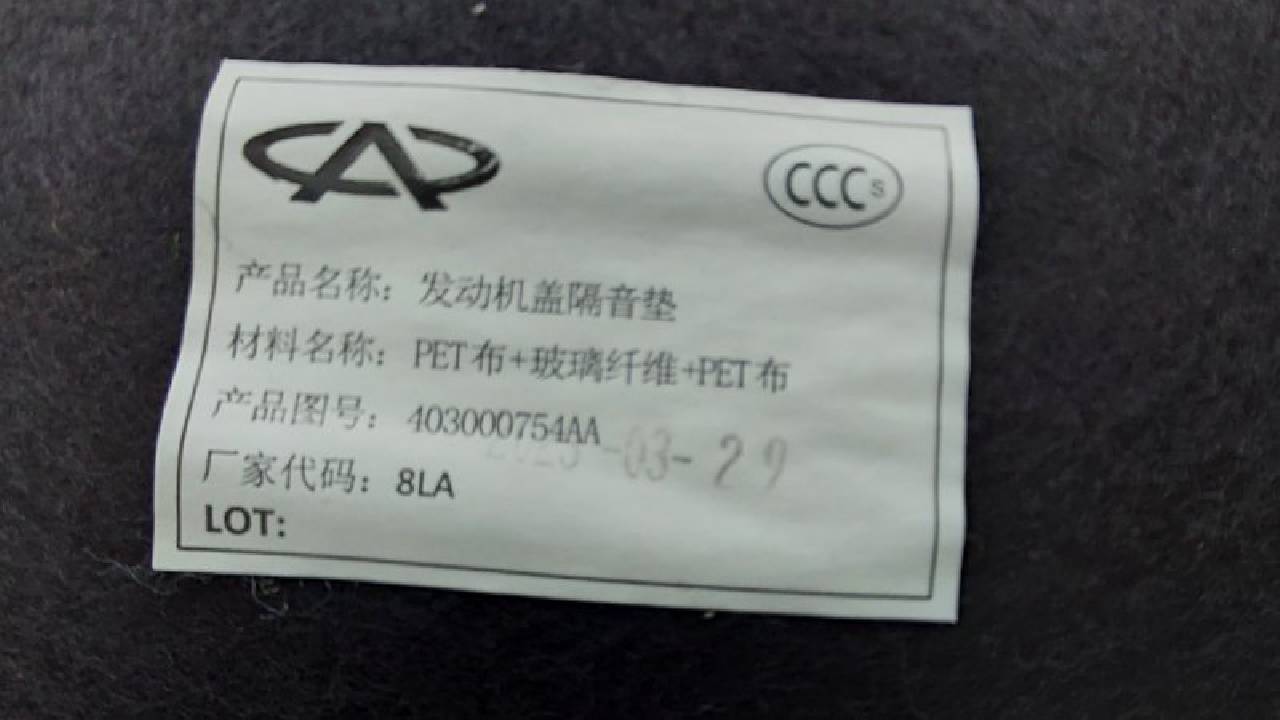 CCC S
产品名称：发动机盖隔音垫
材料名称：PET布+玻璃纤维+PET布
产品图号：403000754AA
-03-29
厂家代码：8LA
LOT: